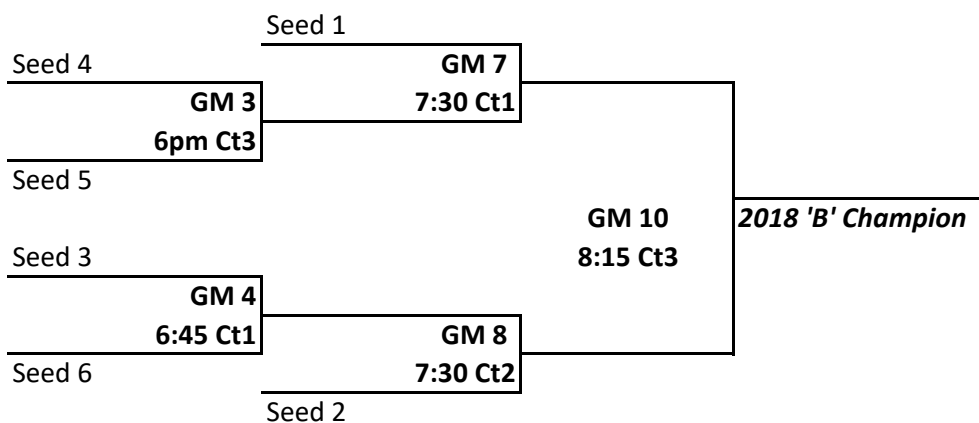 Seed 1
Seed 4
GM 7
GM 3
7:30 Ct1
6pm Ct3
Seed 5
GM 10
2018 'B' Champion
Seed 3
8:15 Ct3
GM 4
6:45 Ct1
GM 8
Seed 6
7:30 Ct2
Seed 2